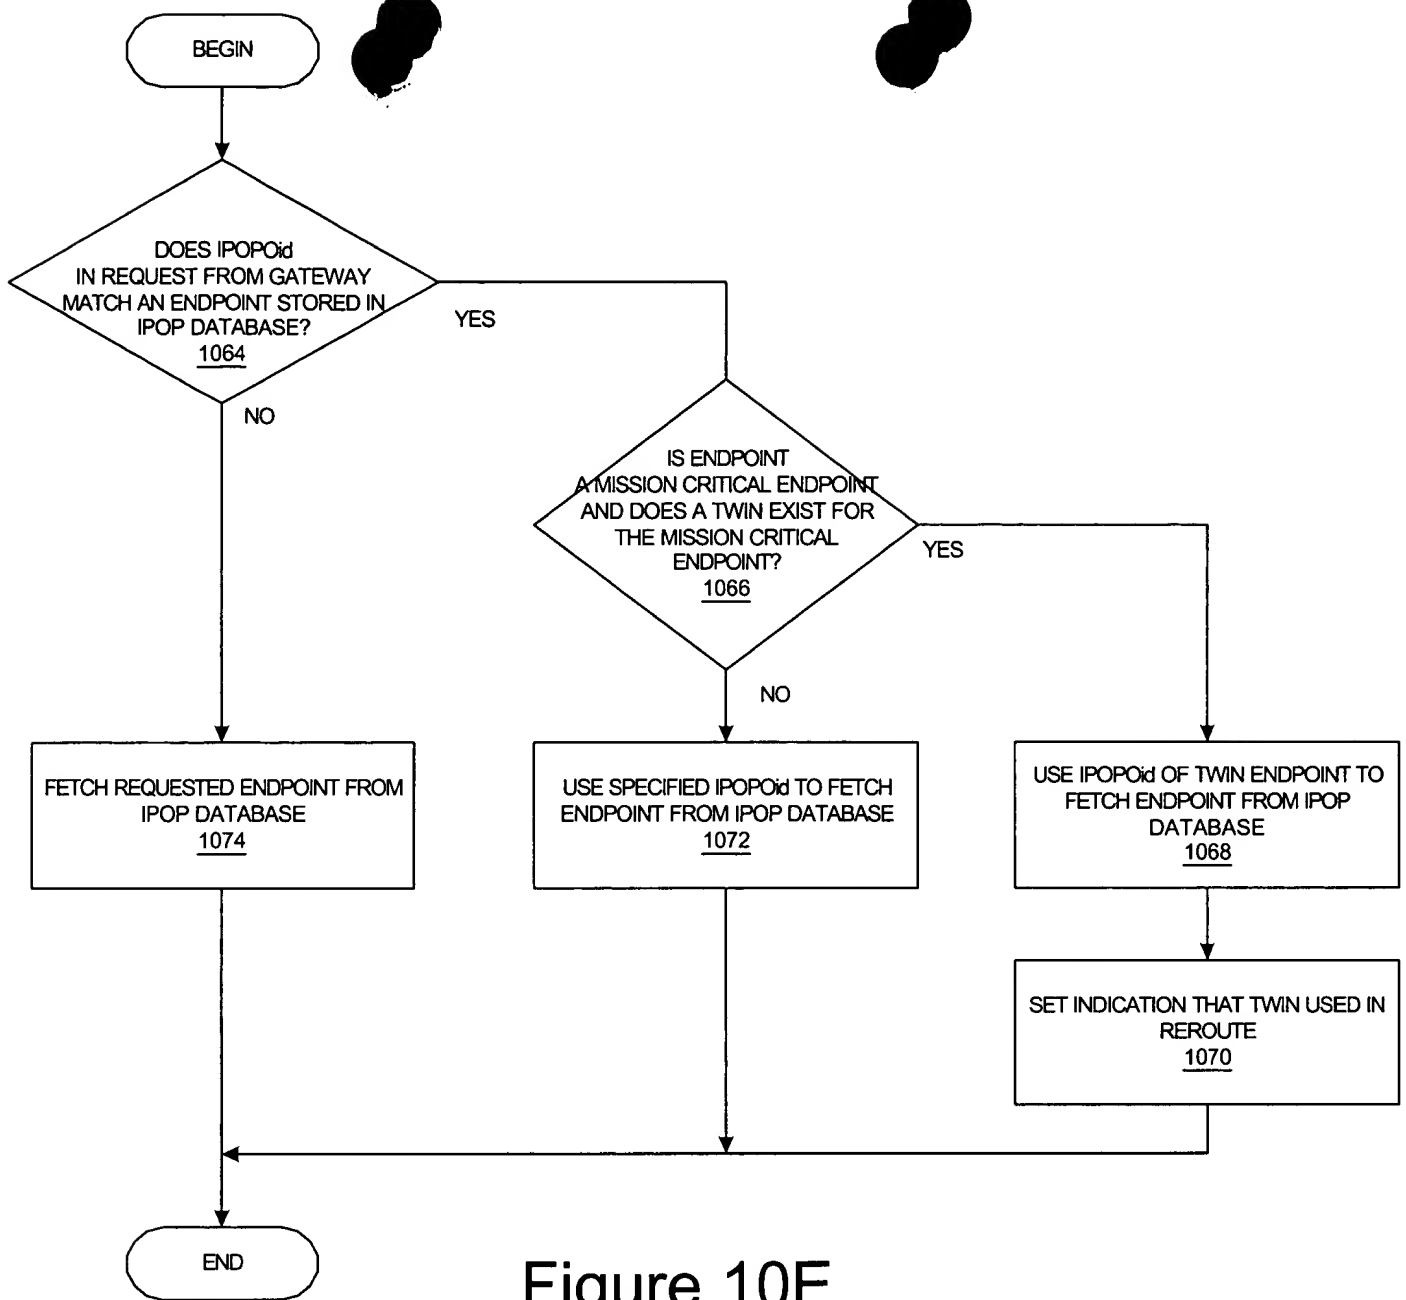 BEGIN
DOES IPOPOid
IN REQUEST FROM GATEWAY
MATCH AN ENDPOINT STORED IN
IPOP DATABASE?
1064
YES
NO
IS ENDPOINT
A MISSION CRITICAL ENDPOINT
AND DOES A TWIN EXIST FOR
THE MISSION CRITICAL
ENDPOINT?
1066
YES
NO
FETCH REQUESTED ENDPOINT FROM
IPOP DATABASE
1074
USE SPECIFIED IPOPOid TO FETCH
ENDPOINT FROM IPOP DATABASE
1072
USE IPOPOid OF TWIN ENDPOINT TO
FETCH ENDPOINT FROM IPOP
DATABASE
1068
SET INDICATION THAT TWIN USED IN
REROUTE
1070
END
Figure